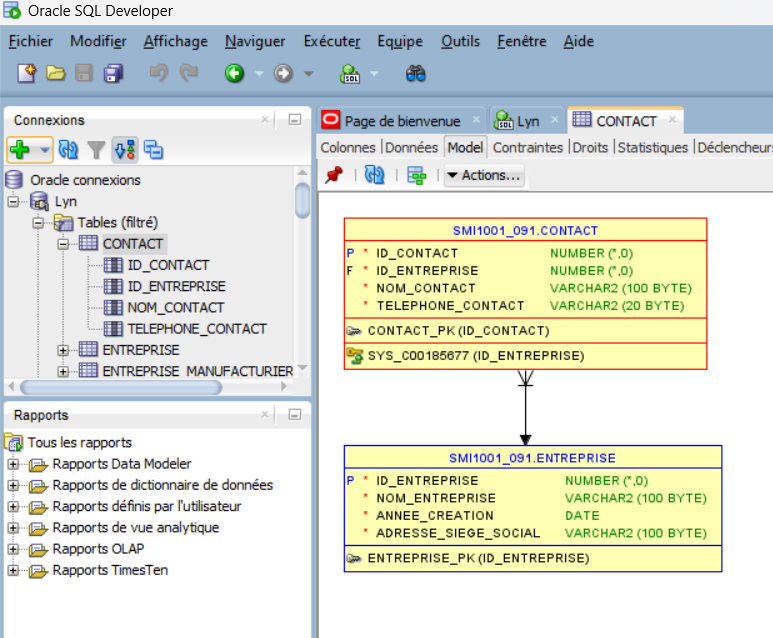 Oracle SQL Developer
Fichier Modifier Affichage Naviguer Exécuter Equipe Outils Fenêtre Aide
Connexions
Oracle connexions
Lyn
Tables (filtré)
CONTACT
ID_CONTACT
ID_ENTREPRISE
NOM_CONTACT
TELEPHONE_CONTACT
ENTREPRISE
ENTREPRISE_MANUFACTURIER
Rapports
Tous les rapports
Rapports Data Modeler
Rapports de dictionnaire de données
Rapports définis par l'utilisateur
Rapports de vue analytique
Rapports OLAP
Rapports TimesTen
Page de bienvenue Lyn CONTACT
Colonnes Données Model Contraintes Droits Statistiques Déclencheurs
Actions...
SMI1001_091.CONTACT
P * ID_CONTACT NUMBER (*,0)
F * ID_ENTREPRISE NUMBER (*,0)
* NOM_CONTACT VARCHAR2 (100 BYTE)
* TELEPHONE_CONTACT VARCHAR2 (20 BYTE)
CONTACT_PK (ID_CONTACT)
SYS_C00185677 (ID_ENTREPRISE)
SMI1001_091.ENTREPRISE
P * ID_ENTREPRISE NUMBER (*,0)
* NOM_ENTREPRISE VARCHAR2 (100 BYTE)
* ANNEE_CREATION DATE
* ADRESSE_SIEGE_SOCIAL VARCHAR2 (100 BYTE)
ENTREPRISE_PK (ID_ENTREPRISE)